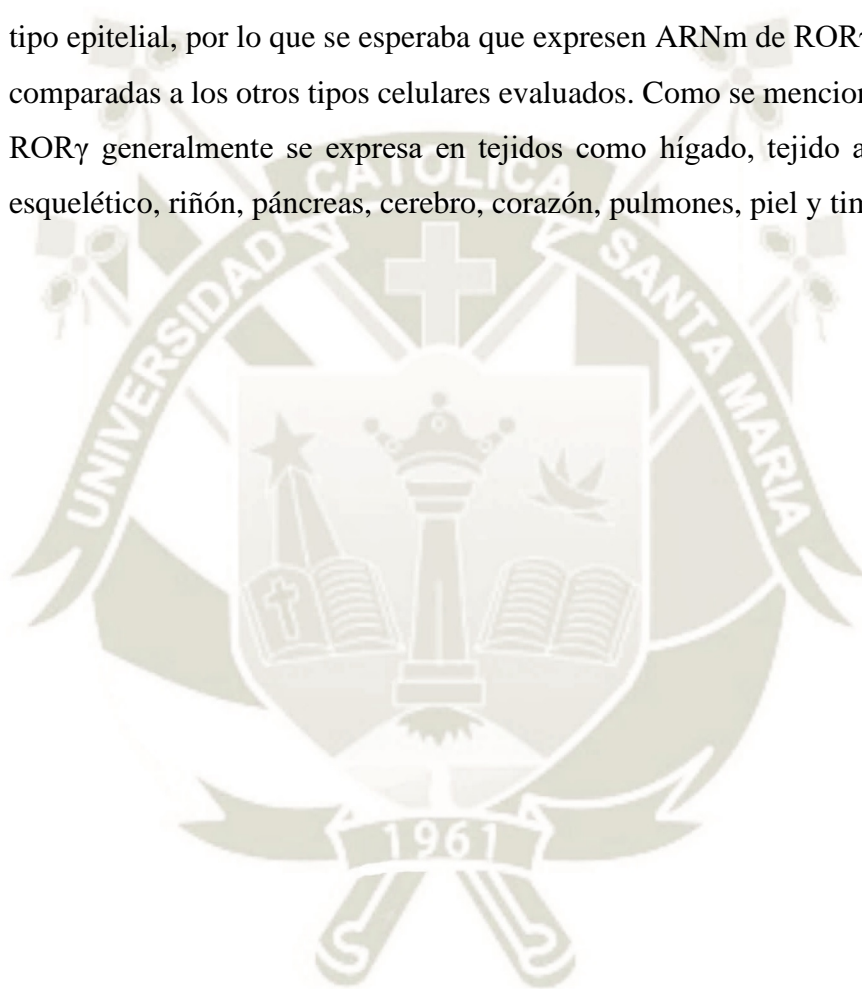 tipo epitelial, por lo que se esperaba que expresen ARNm de ROR
comparadas a los otros tipos celulares evaluados. Como se
RORγ generalmente se expresa en tejidos como hígado, tejido
esquelético, riñón, páncreas, cerebro, corazón, pulmones, piel y
UNIVERSIDAD
CATOLICA
SANTA MARIA
1961